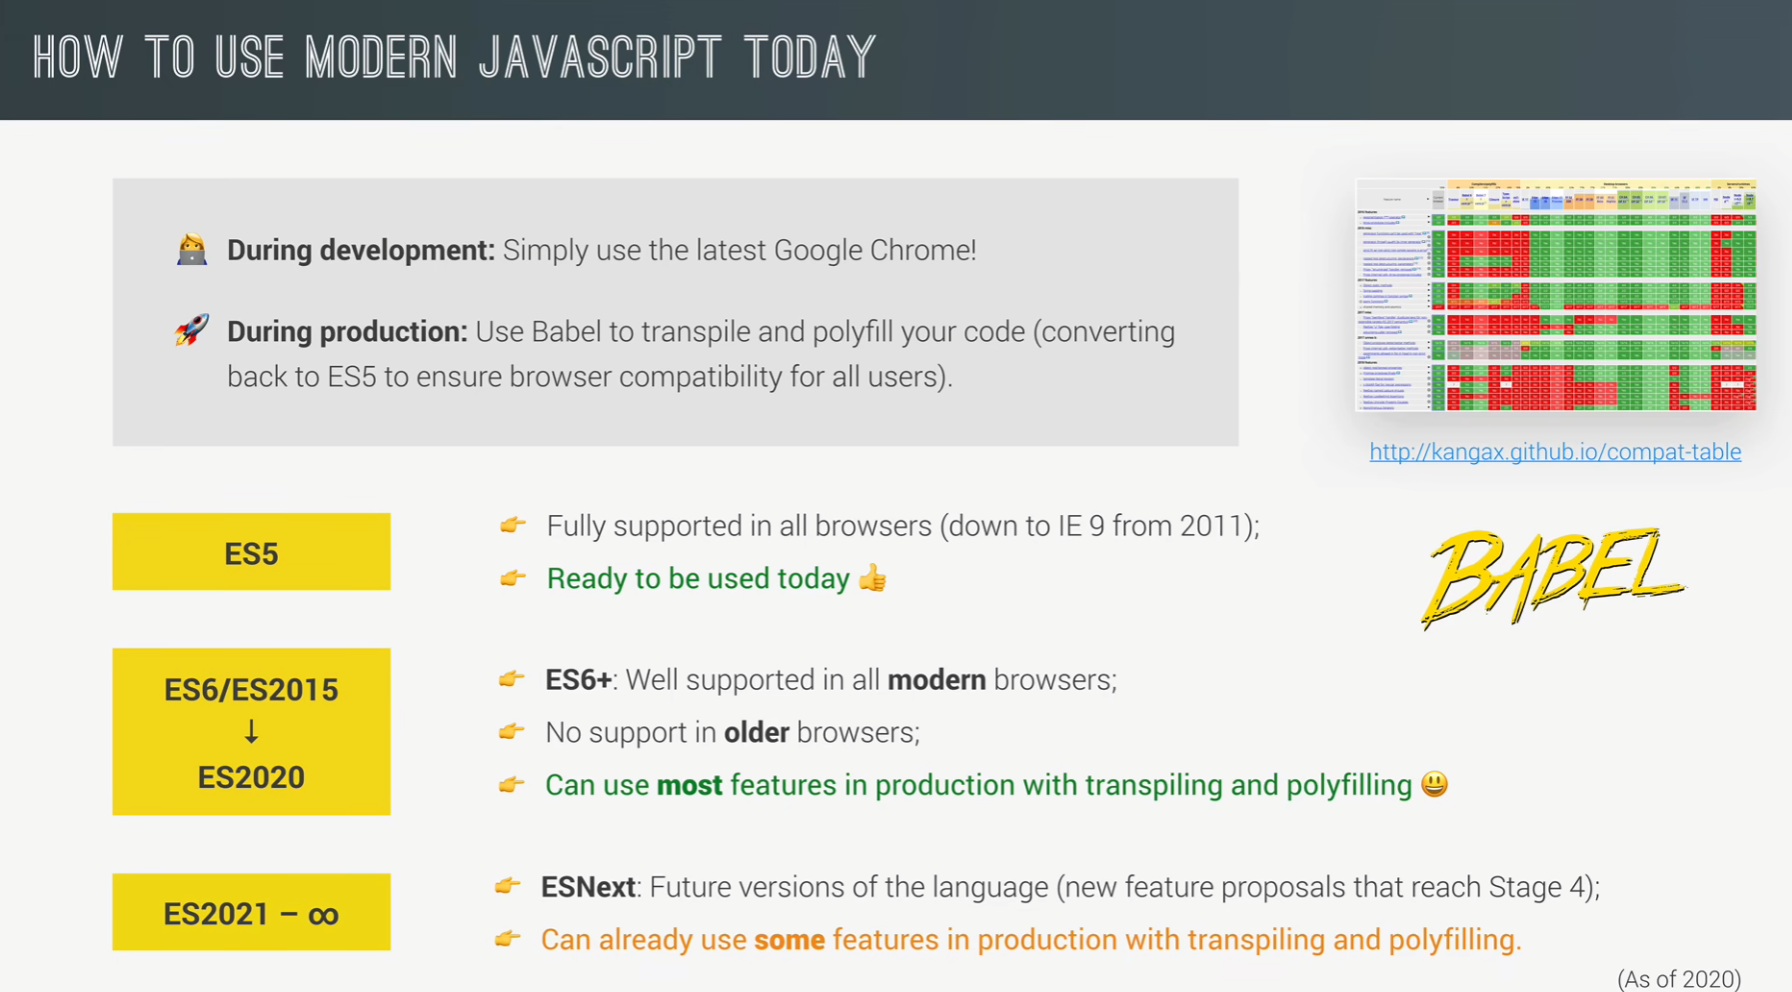 HOW TO USE MODERN JAVASCRIPT TODAY
During development: Simply use the latest Google Chrome!
During production: Use Babel to transpile and polyfill your code (converting
back to ES5 to ensure browser compatibility for all users).
http://kangax.github.io/compat-table
ES5
Fully supported in all browsers (down to IE 9 from 2011);
Ready to be used today 👍
BABEL
ES6/ES2015
↓
ES2020
ES6+: Well supported in all modern browsers;
No support in older browsers;
Can use most features in production with transpiling and polyfilling 😃
ES2021 – ∞
ESNext: Future versions of the language (new feature proposals that reach Stage 4);
Can already use some features in production with transpiling and polyfilling.
(As of 2020)